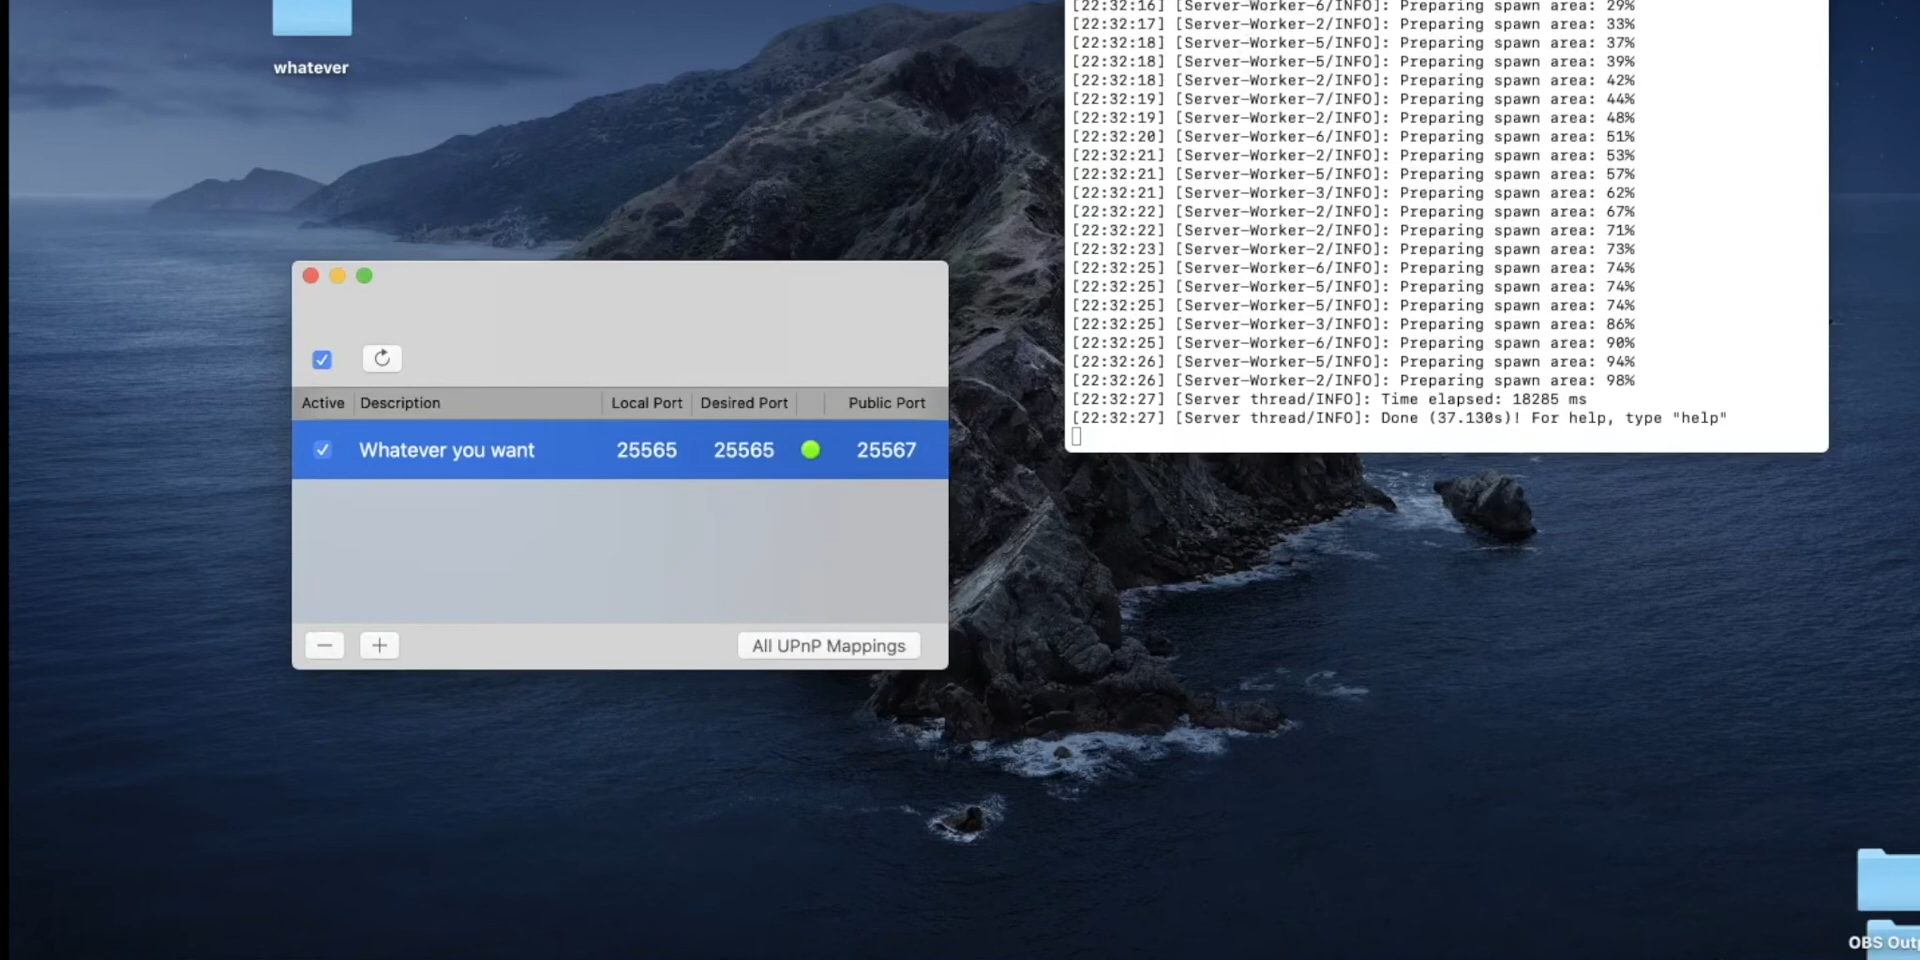 whatever
Active Description Local Port Desired Port Public Port
Whatever you want 25565 25565 25567
All UPnP Mappings
[22:32:16] [Server-Worker-6/INFO]: Preparing spawn area: 29%
[22:32:17] [Server-Worker-2/INFO]: Preparing spawn area: 33%
[22:32:18] [Server-Worker-5/INFO]: Preparing spawn area: 37%
[22:32:18] [Server-Worker-5/INFO]: Preparing spawn area: 39%
[22:32:18] [Server-Worker-2/INFO]: Preparing spawn area: 42%
[22:32:19] [Server-Worker-7/INFO]: Preparing spawn area: 44%
[22:32:19] [Server-Worker-2/INFO]: Preparing spawn area: 48%
[22:32:20] [Server-Worker-6/INFO]: Preparing spawn area: 51%
[22:32:21] [Server-Worker-2/INFO]: Preparing spawn area: 53%
[22:32:21] [Server-Worker-5/INFO]: Preparing spawn area: 57%
[22:32:21] [Server-Worker-3/INFO]: Preparing spawn area: 62%
[22:32:22] [Server-Worker-2/INFO]: Preparing spawn area: 67%
[22:32:22] [Server-Worker-2/INFO]: Preparing spawn area: 71%
[22:32:23] [Server-Worker-2/INFO]: Preparing spawn area: 73%
[22:32:25] [Server-Worker-6/INFO]: Preparing spawn area: 74%
[22:32:25] [Server-Worker-5/INFO]: Preparing spawn area: 74%
[22:32:25] [Server-Worker-5/INFO]: Preparing spawn area: 74%
[22:32:25] [Server-Worker-3/INFO]: Preparing spawn area: 86%
[22:32:25] [Server-Worker-6/INFO]: Preparing spawn area: 90%
[22:32:26] [Server-Worker-5/INFO]: Preparing spawn area: 94%
[22:32:26] [Server-Worker-2/INFO]: Preparing spawn area: 98%
[22:32:27] [Server thread/INFO]: Time elapsed: 18285 ms
[22:32:27] [Server thread/INFO]: Done (37.130s)! For help, type "help"
OBS